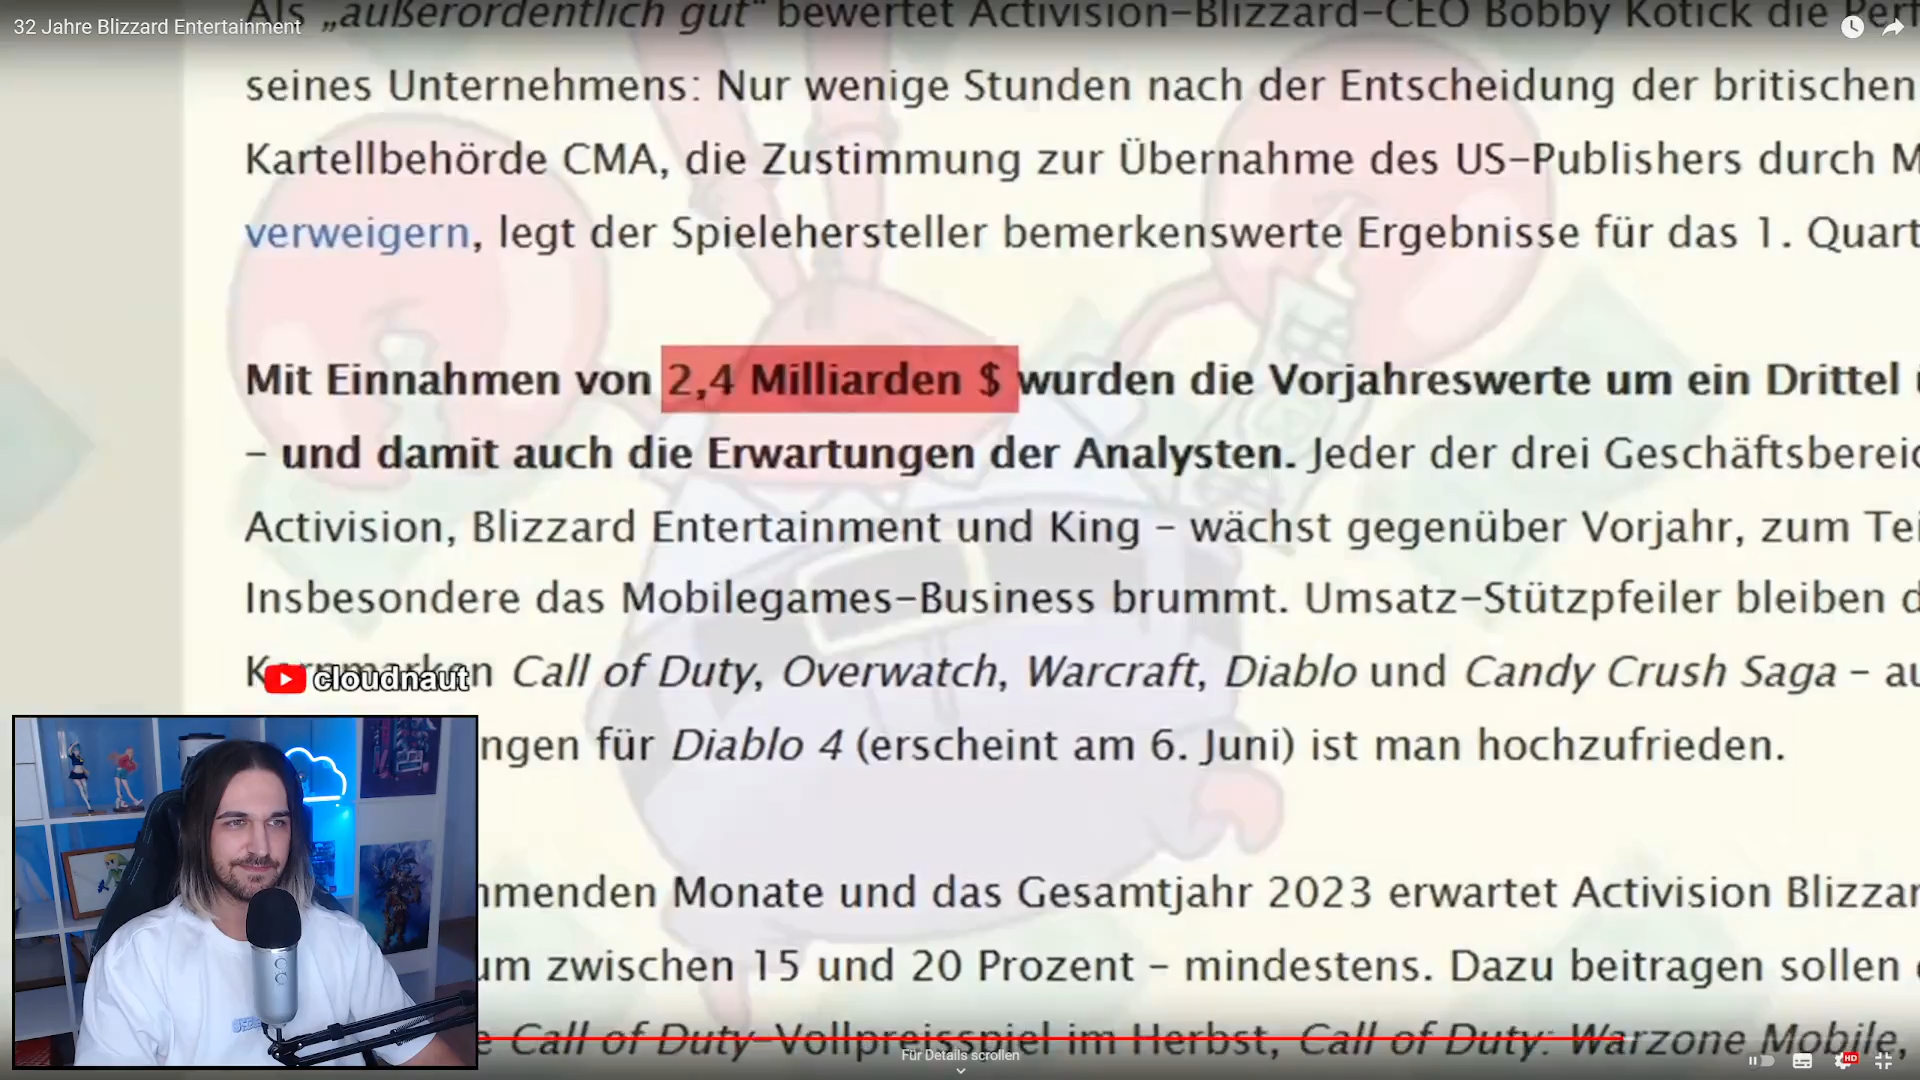 32 Jahre Blizzard Entertainment
Als „außerordentlich gut“ bewertet Activision-Blizzard-CEO Bobby Kotick die
seines Unternehmens: Nur wenige Stunden nach der Entscheidung der britischen
Kartellbehörde CMA, die Zustimmung zur Übernahme des US-Publishers durch M
verweigern, legt der Spielehersteller bemerkenswerte Ergebnisse für das 1. Quart
Mit Einnahmen von 2,4 Milliarden $ wurden die Vorjahreswerte um ein Drittel
– und damit auch die Erwartungen der Analysten. Jeder der drei Geschäftsbereic
Activision, Blizzard Entertainment und King – wächst gegenüber Vorjahr, zum Tei
Insbesondere das Mobilegames-Business brummt. Umsatz-Stützpfeiler bleiben d
Call of Duty, Overwatch, Warcraft, Diablo und Candy Crush Saga – au
cloudnaut
ngen für Diablo 4 (erscheint am 6. Juni) ist man hochzufrieden.
mmenden Monate und das Gesamtjahr 2023 erwartet Activision Blizzar
um zwischen 15 und 20 Prozent – mindestens. Dazu beitragen sollen
e Call of Duty-Vollpreisspiel im Herbst, Call of Duty: Warzone Mobile,
Für Details scrollen
HD